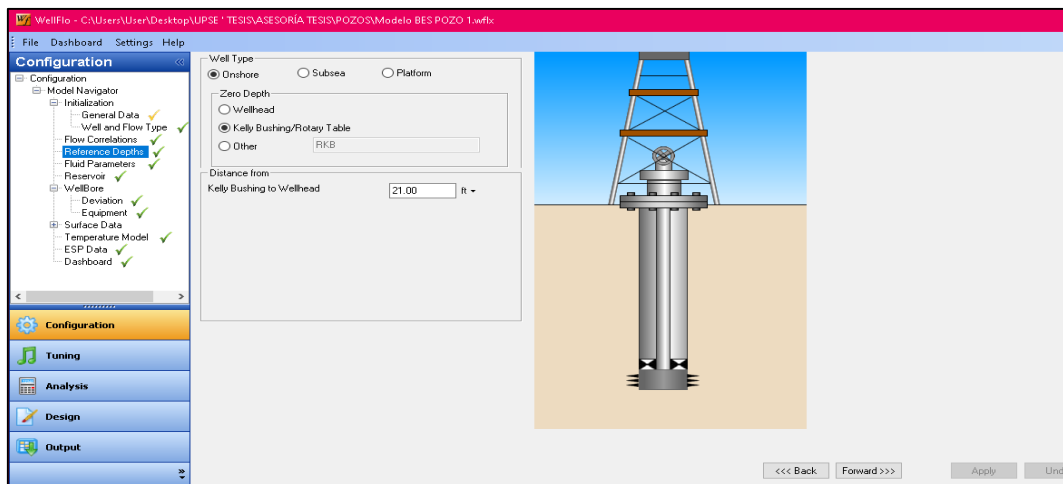 WellFlo - C:\Users\User\Desktop\UPSE ' TESIS\ASESORÍA TESIS\POZOS\Modelo BES POZO 1.wflx
File Dashboard Settings Help
Configuration «
Configuration
Model Navigator
Initialization
General Data
Well and Flow Type
Flow Correlations
Reference Depths
Fluid Parameters
Reservoir
WellBore
Deviation
Equipment
Surface Data
Temperature Model
ESP Data
Dashboard
Configuration
Tuning
Analysis
Design
Output
»
Well Type
Onshore Subsea Platform
Zero Depth
Wellhead
Kelly Bushing/Rotary Table
Other RKB
Distance from
Kelly Bushing to Wellhead 21.00 ft
<<< Back Forward >>> Apply Und